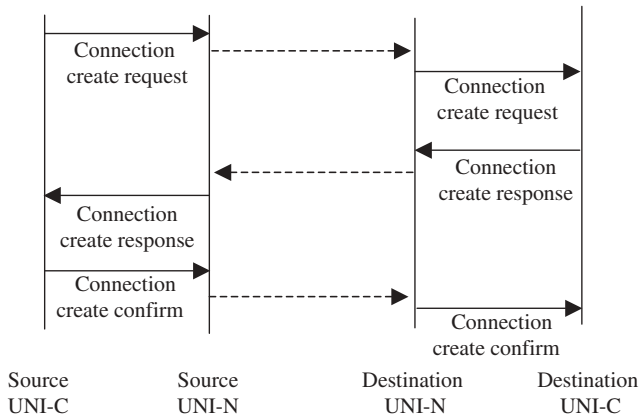 Connection
create request
Connection
create request
Connection
create response
Connection
create response
Connection
create confirm
Connection
create confirm
Source
UNI-C
Source
UNI-N
Destination
UNI-N
Destination
UNI-C